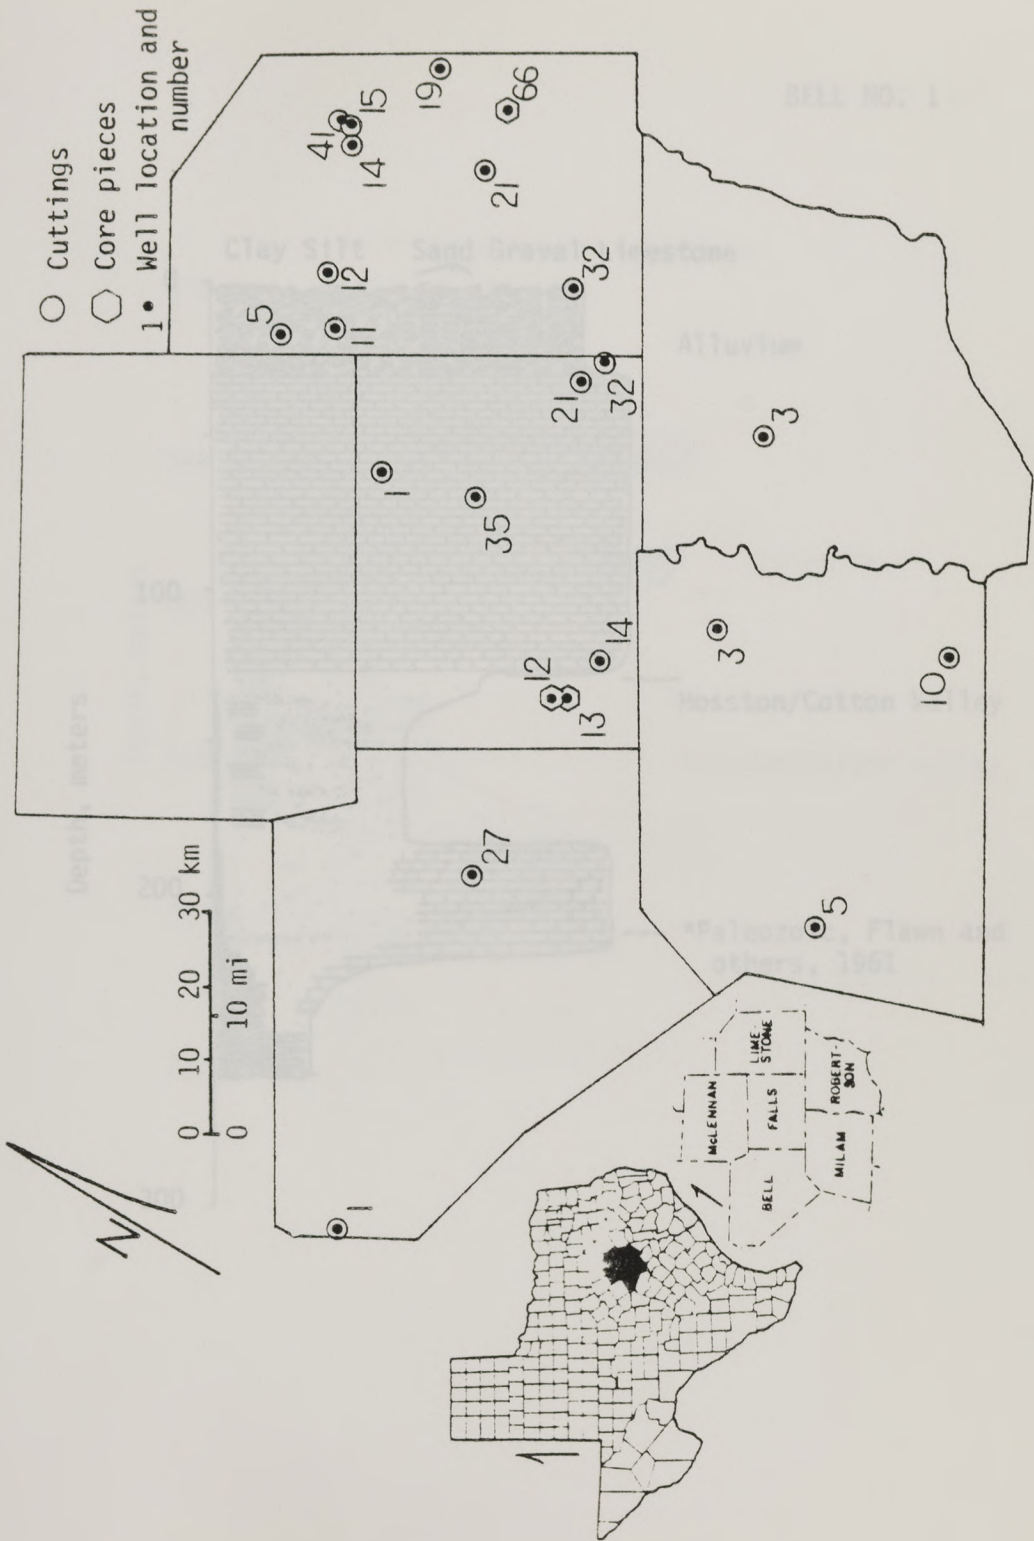 Cuttings
Core pieces
1 Well location and
number
41
15
14
19
66
21
12
5
11
32
21
32
3
1
35
14
12
13
3
10
27
5
1
0 10 20 30 km
0 10 mi
N
McLENNAN
LIME-
STONE
FALLS
BELL
ROBERT-
SON
MILAM
BELL NO. 1
Clay Silt Sand Gravel Limestone
0
Alluvium
100
Hosston/Cotton Valley
Depth, meters
200
*Paleozoic, Flawn and
others, 1961
300